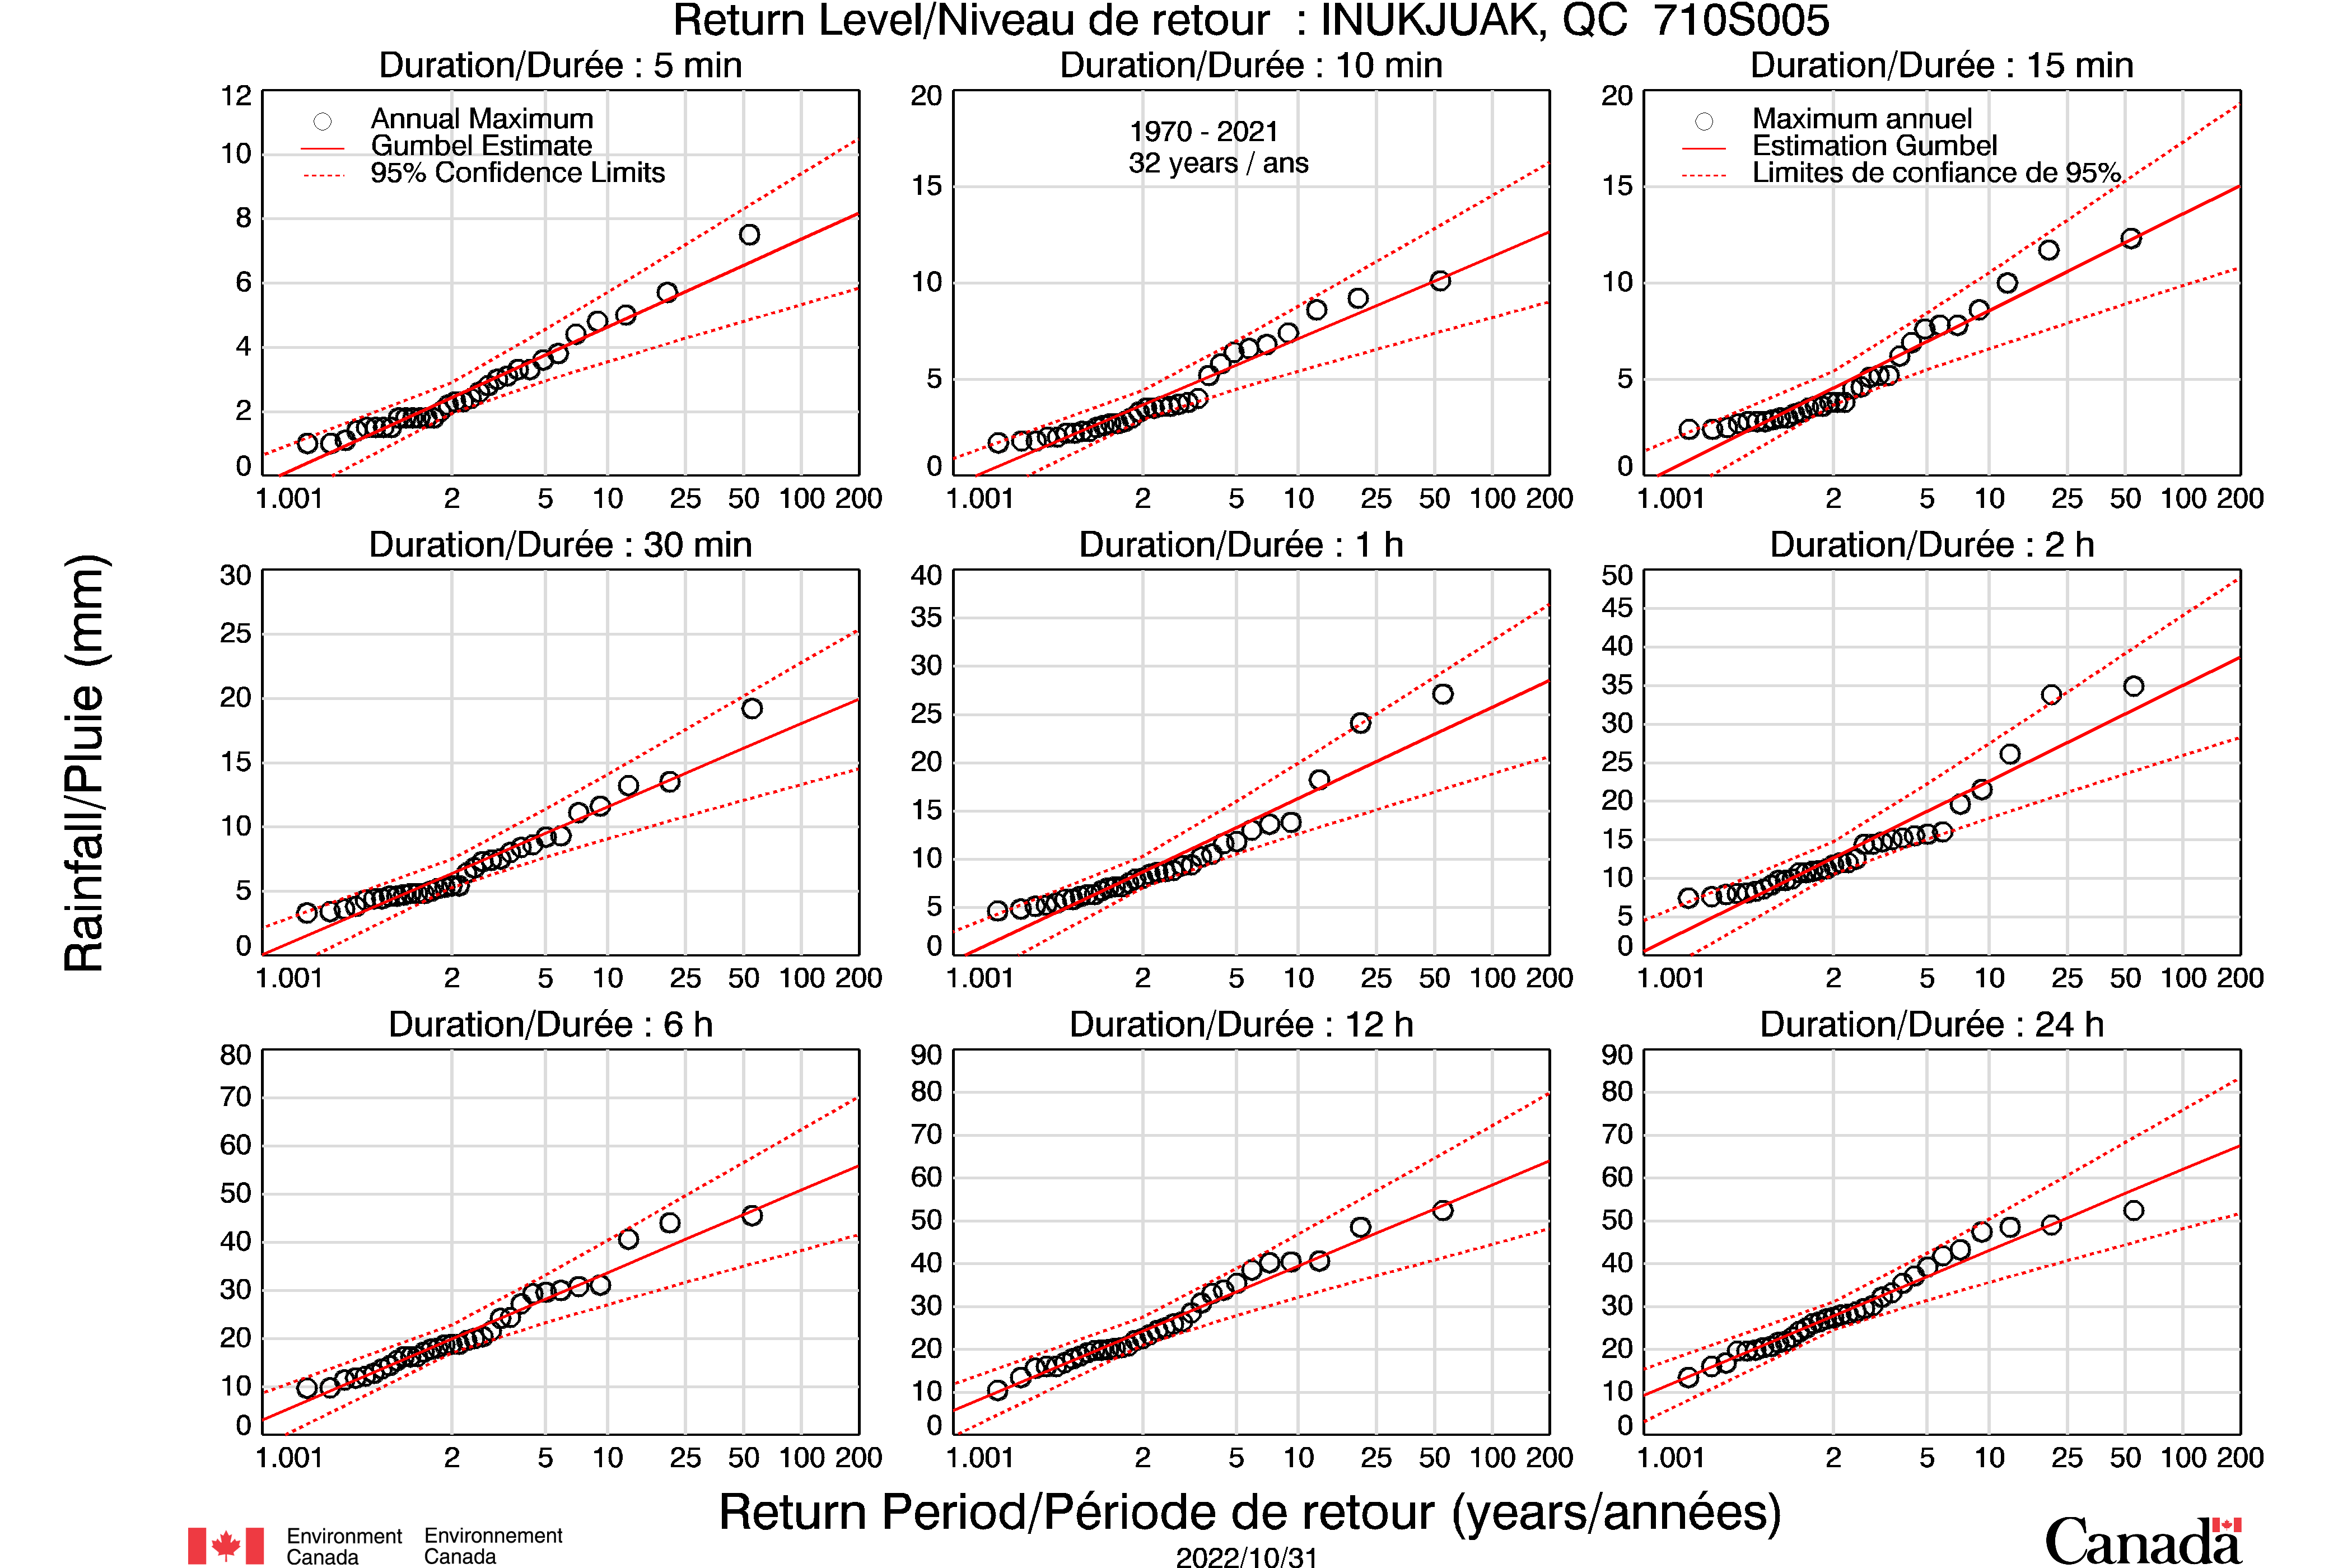 Return Level/Niveau de retour : INUKJUAK, QC 710S005
Duration/Durée : 5 min
Duration/Durée : 10 min
Duration/Durée : 15 min
12
10
8
6
4
2
0
Annual Maximum
Gumbel Estimate
95% Confidence Limits
1.001 2 5 10 25 50 100 200
20
15
10
5
0
1970 - 2021
32 years / ans
1.001 2 5 10 25 50 100 200
20
15
10
5
0
Maximum annuel
Estimation Gumbel
Limites de confiance de 95%
1.001 2 5 10 25 50 100 200
Rainfall/Pluie (mm)
Duration/Durée : 30 min
Duration/Durée : 1 h
Duration/Durée : 2 h
30
25
20
15
10
5
0
1.001 2 5 10 25 50 100 200
40
35
30
25
20
15
10
5
0
1.001 2 5 10 25 50 100 200
50
45
40
35
30
25
20
15
10
5
0
1.001 2 5 10 25 50 100 200
Duration/Durée : 6 h
Duration/Durée : 12 h
Duration/Durée : 24 h
80
70
60
50
40
30
20
10
0
1.001 2 5 10 25 50 100 200
90
80
70
60
50
40
30
20
10
0
1.001 2 5 10 25 50 100 200
90
80
70
60
50
40
30
20
10
0
1.001 2 5 10 25 50 100 200
Return Period/Période de retour (years/années)
Environment Canada
Environnement Canada
2022/10/31
Canada